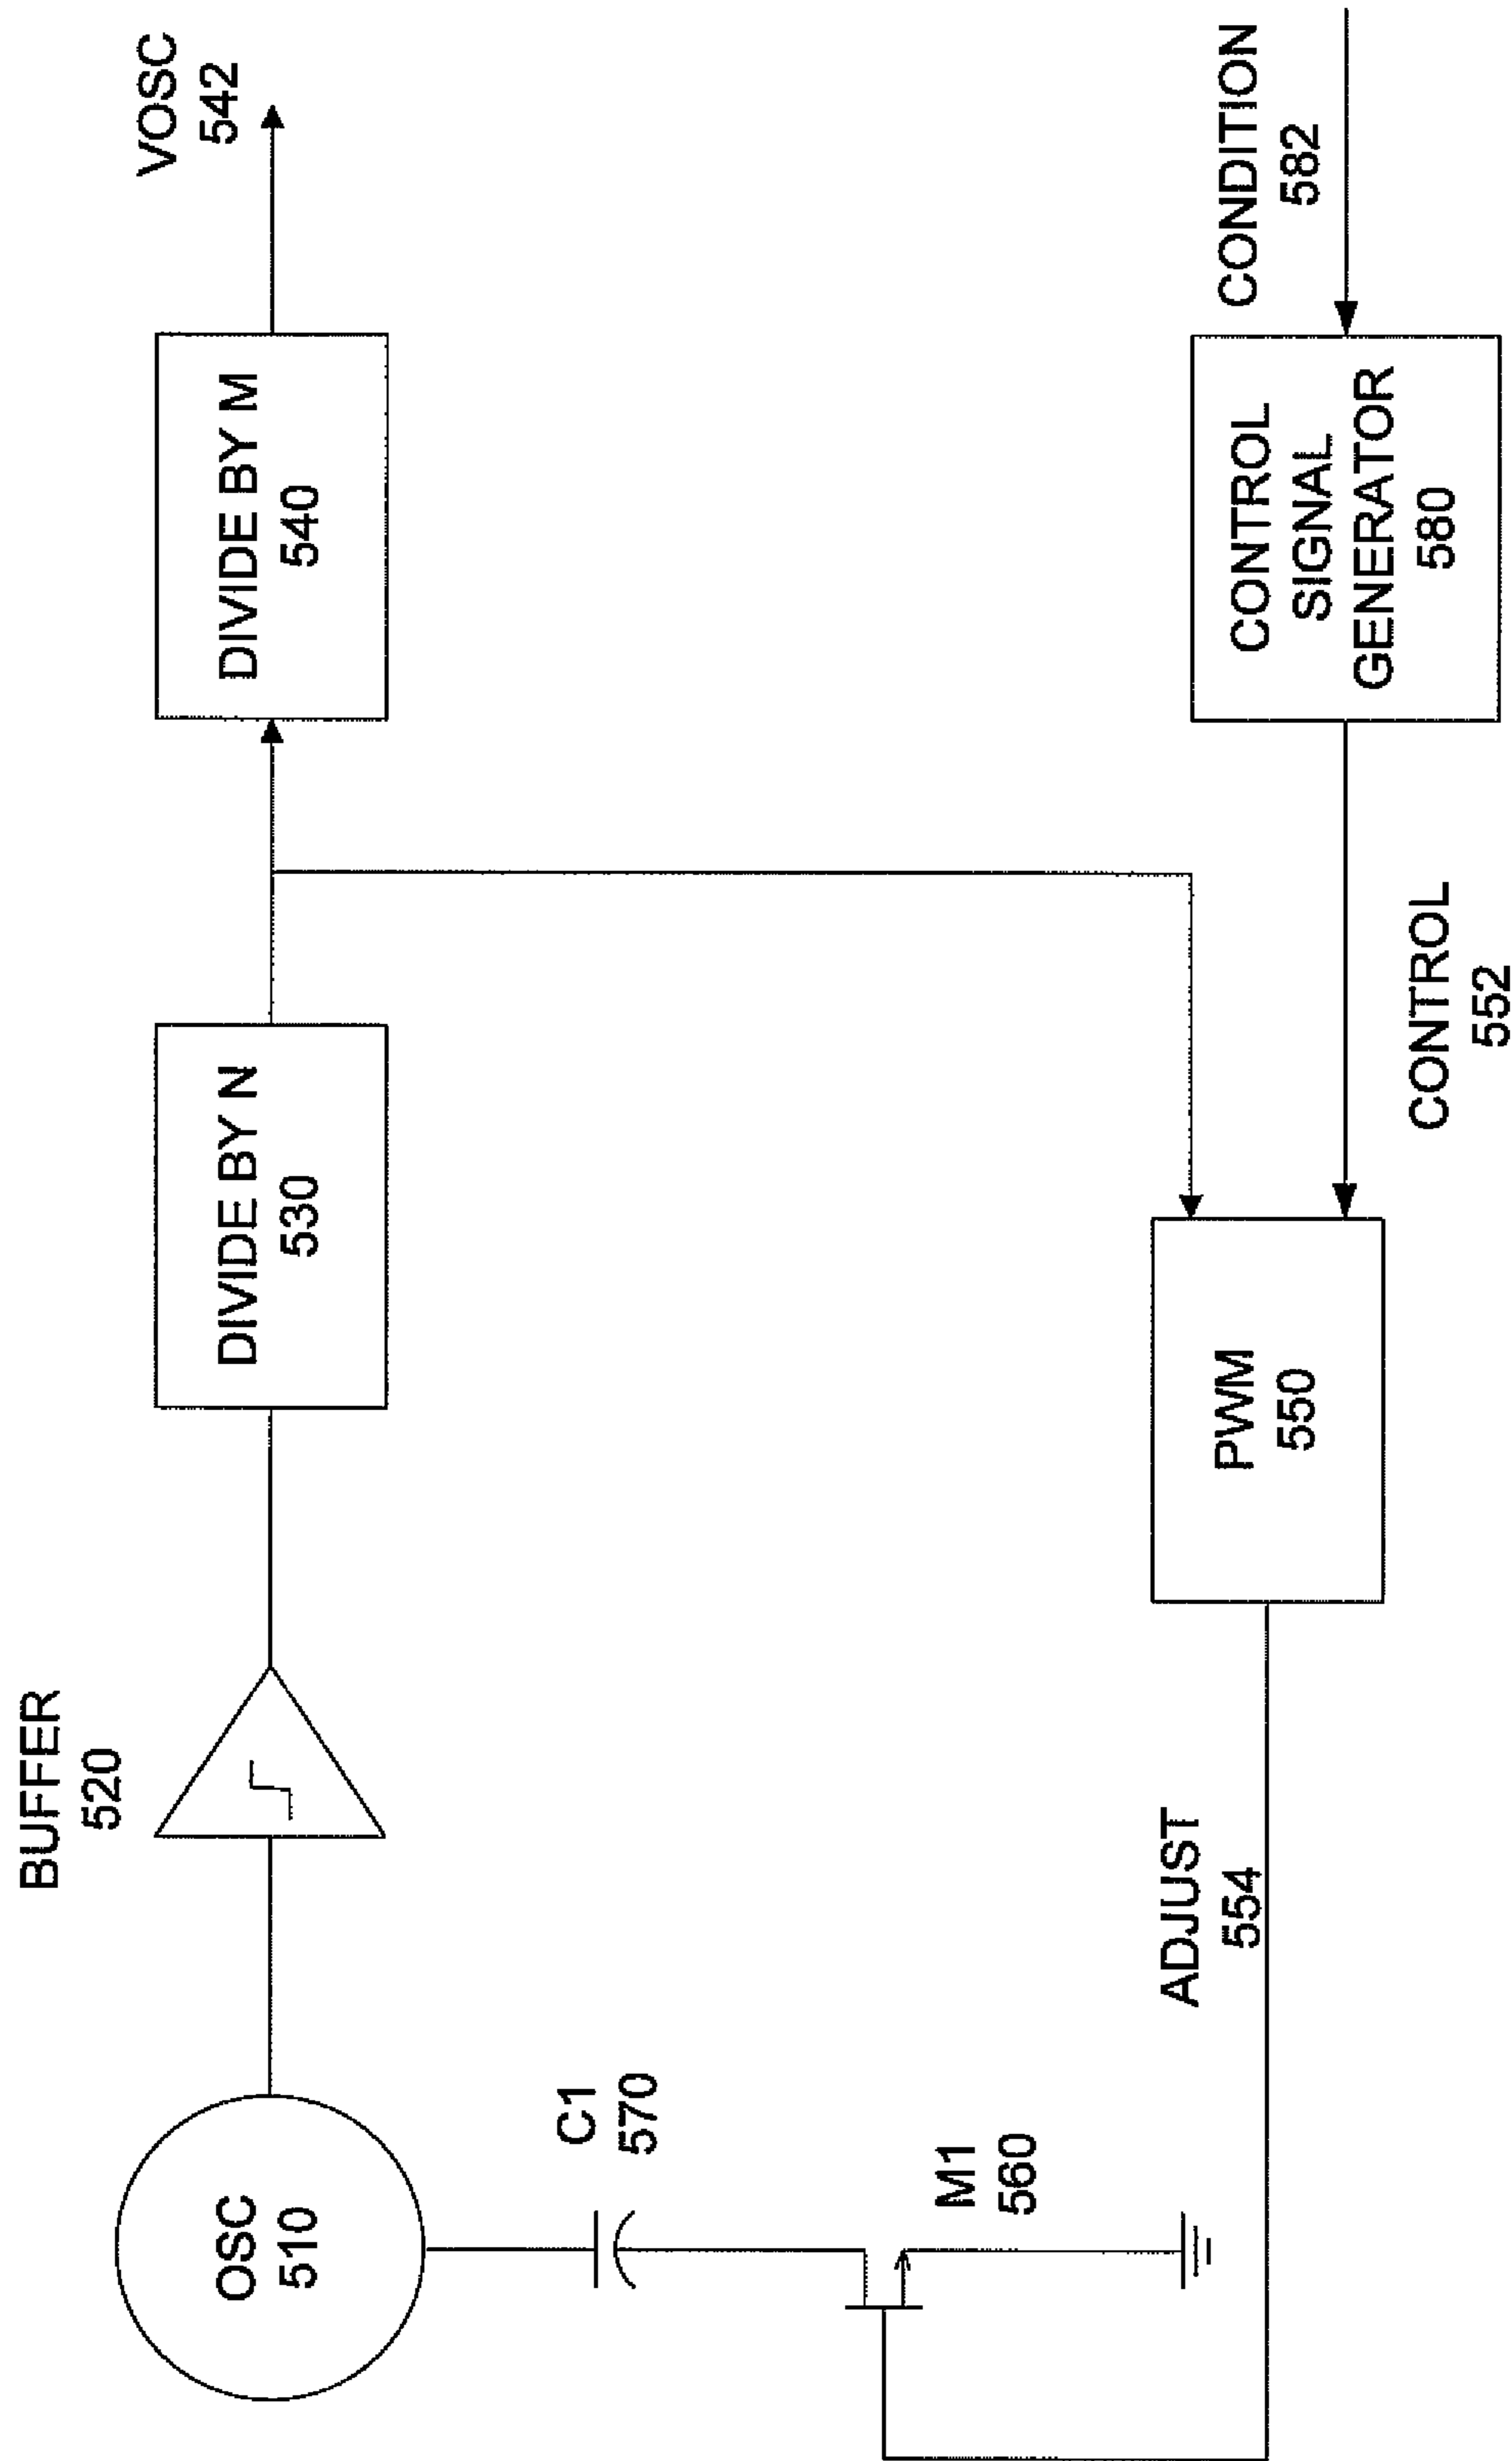 BUFFER
520
VOSC
542
OSC
510
DIVIDE BY N
530
DIVIDE BY M
540
C1
570
M1
560
ADJUST
554
PWM
550
CONTROL
552
CONTROL
SIGNAL
GENERATOR
580
CONDITION
582